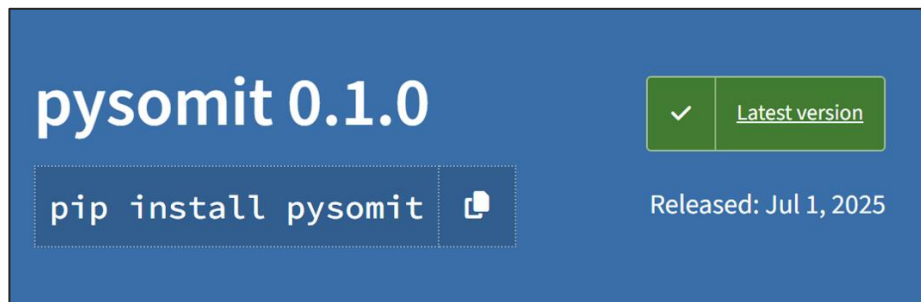 pysomit 0.1.0
pip install pysomit
Latest version
Released: Jul 1, 2025